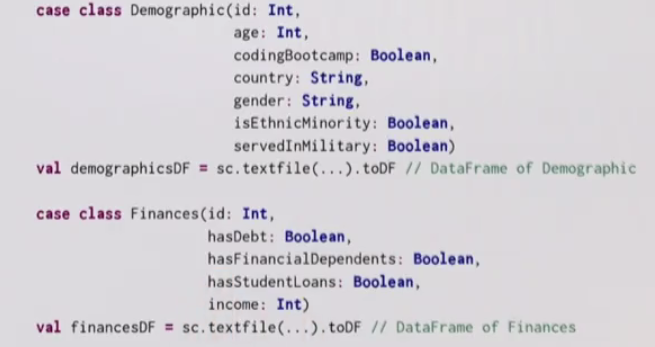 case class Demographic(id: Int,
age: Int,
codingBootcamp: Boolean,
country: String,
gender: String,
isEthnicMinority: Boolean,
servedInMilitary: Boolean)
val demographicsDF = sc.textfile(...).toDF // DataFrame of Demographic
case class Finances(id: Int,
hasDebt: Boolean,
hasFinancialDependents: Boolean,
hasStudentLoans: Boolean,
income: Int)
val financesDF = sc.textfile(...).toDF // DataFrame of Finances